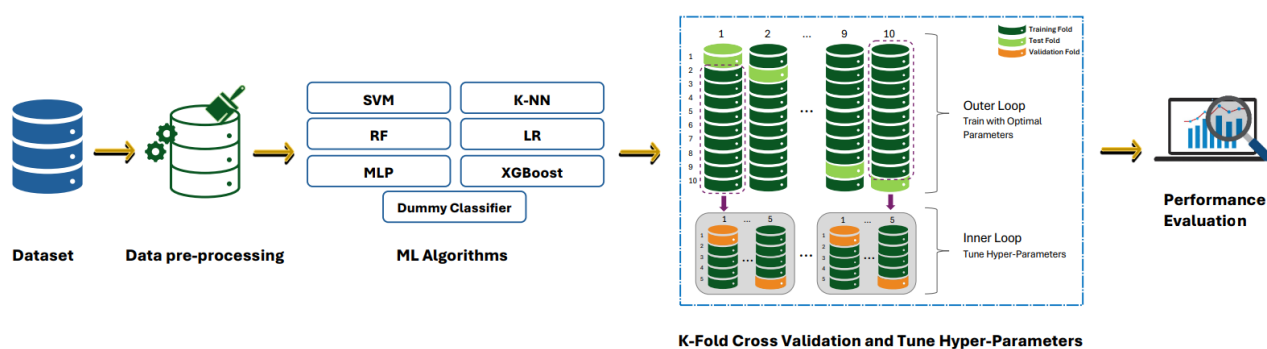 Dataset
Data pre-processing
SVM
K-NN
RF
LR
MLP
XGBoost
Dummy Classifier
ML Algorithms
1 2 ... 9 10
Training Fold
Test Fold
Validation Fold
1
2
3
4
5
6
7
8
9
10
...
Outer Loop
Train with Optimal
Parameters
1 ... 5
1 ... 5
1
2
3
4
5
...
...
1
2
3
4
5
...
Inner Loop
Tune Hyper-Parameters
K-Fold Cross Validation and Tune Hyper-Parameters
Performance
Evaluation